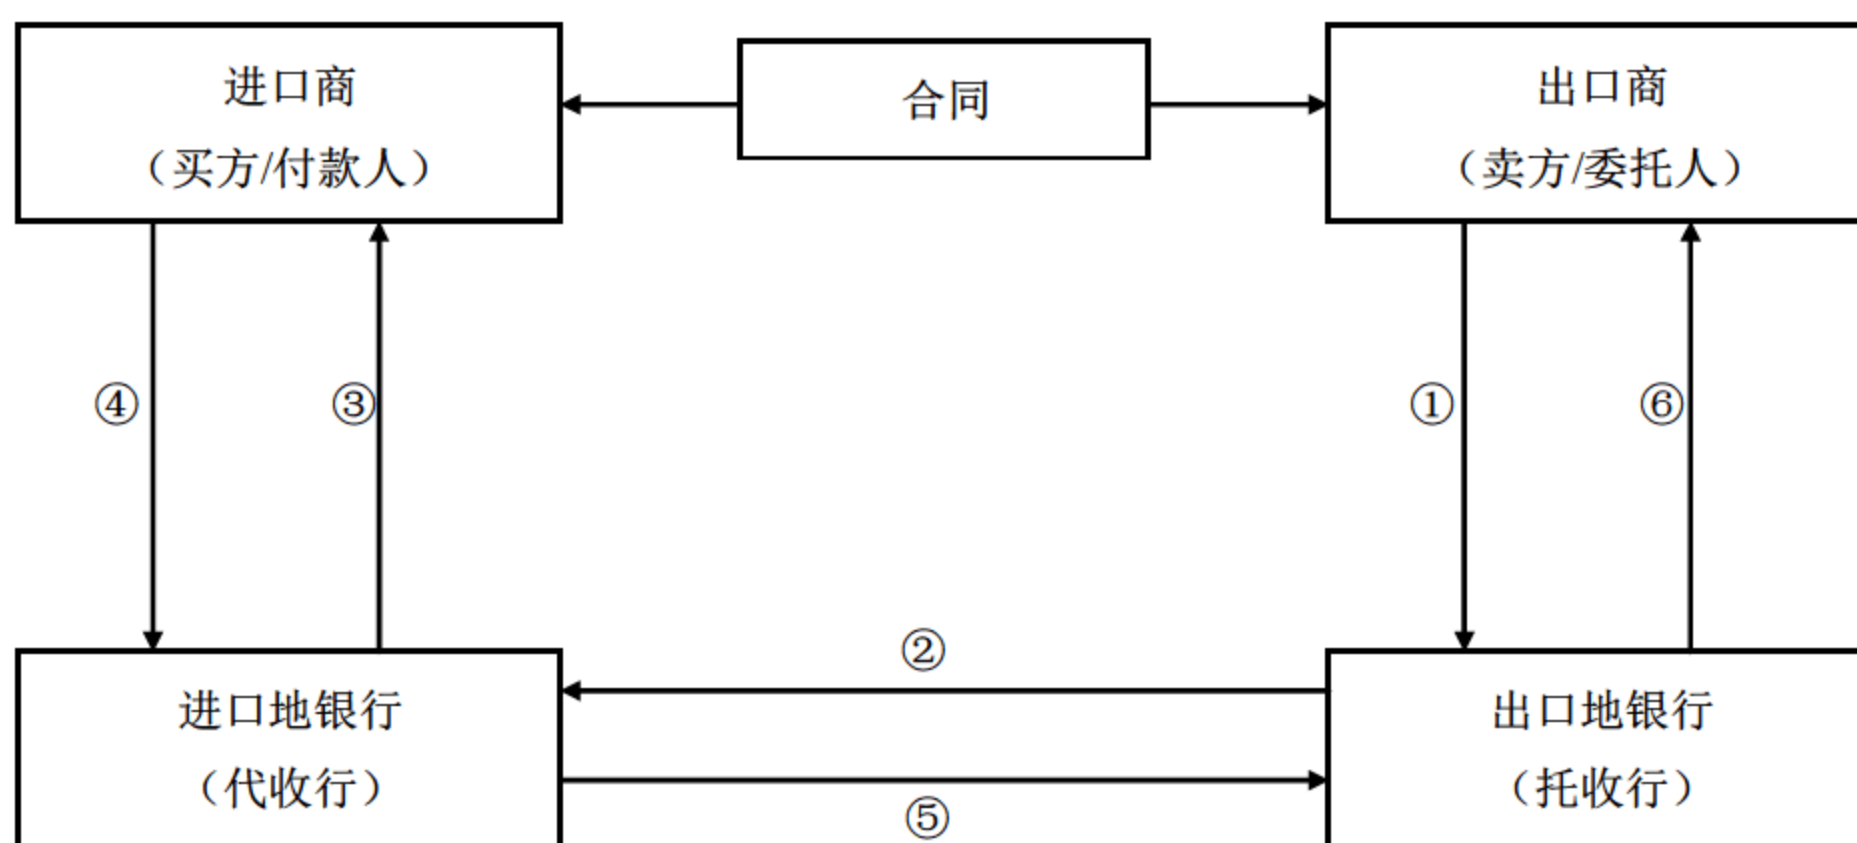 进口商
（买方/付款人）
合同
出口商
（卖方/委托人）
④
③
①
⑥
②
⑤
进口地银行
（代收行）
出口地银行
（托收行）